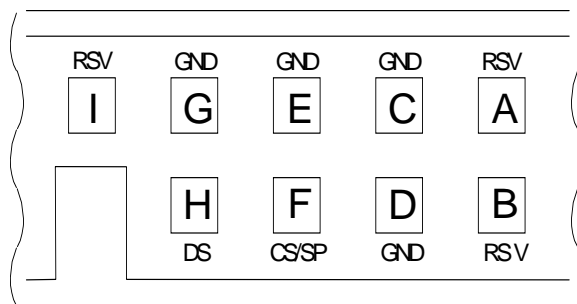 RSV GND GND GND RSV
I G E C A
H F D B
DS CS/SP GND RSV